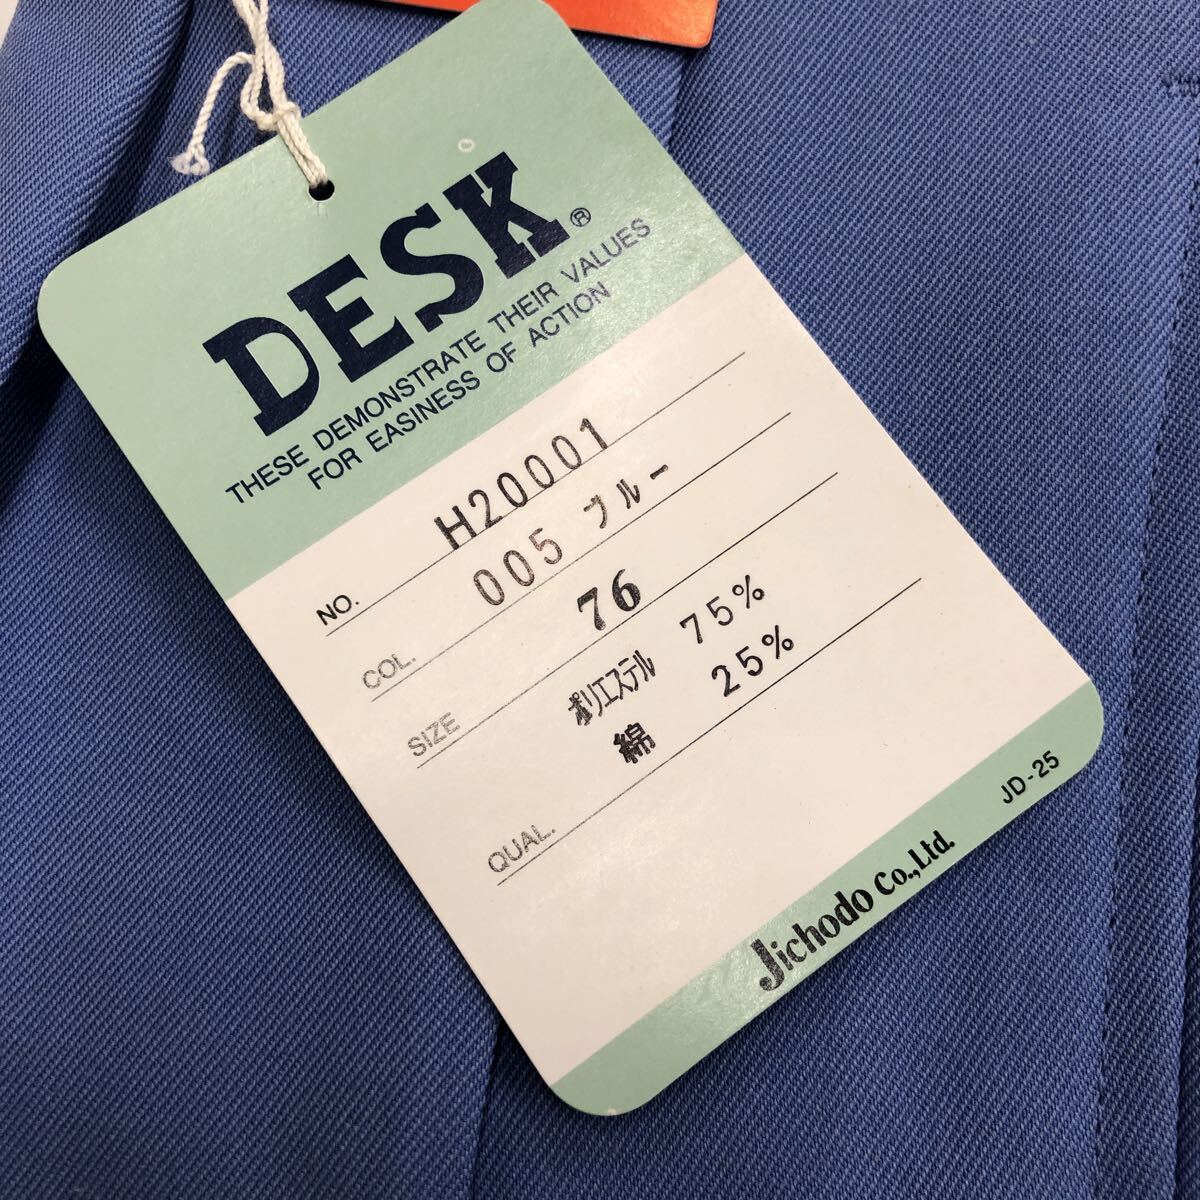 DESK®
THESE DEMONSTRATE THEIR VALUES
FOR EASINESS OF ACTION
NO. H20001
COL. 005 ブルー
SIZE 76
ポリエステル 75%
綿 25%
QUAL.
JD-25
Jichodo Co.,Ltd.